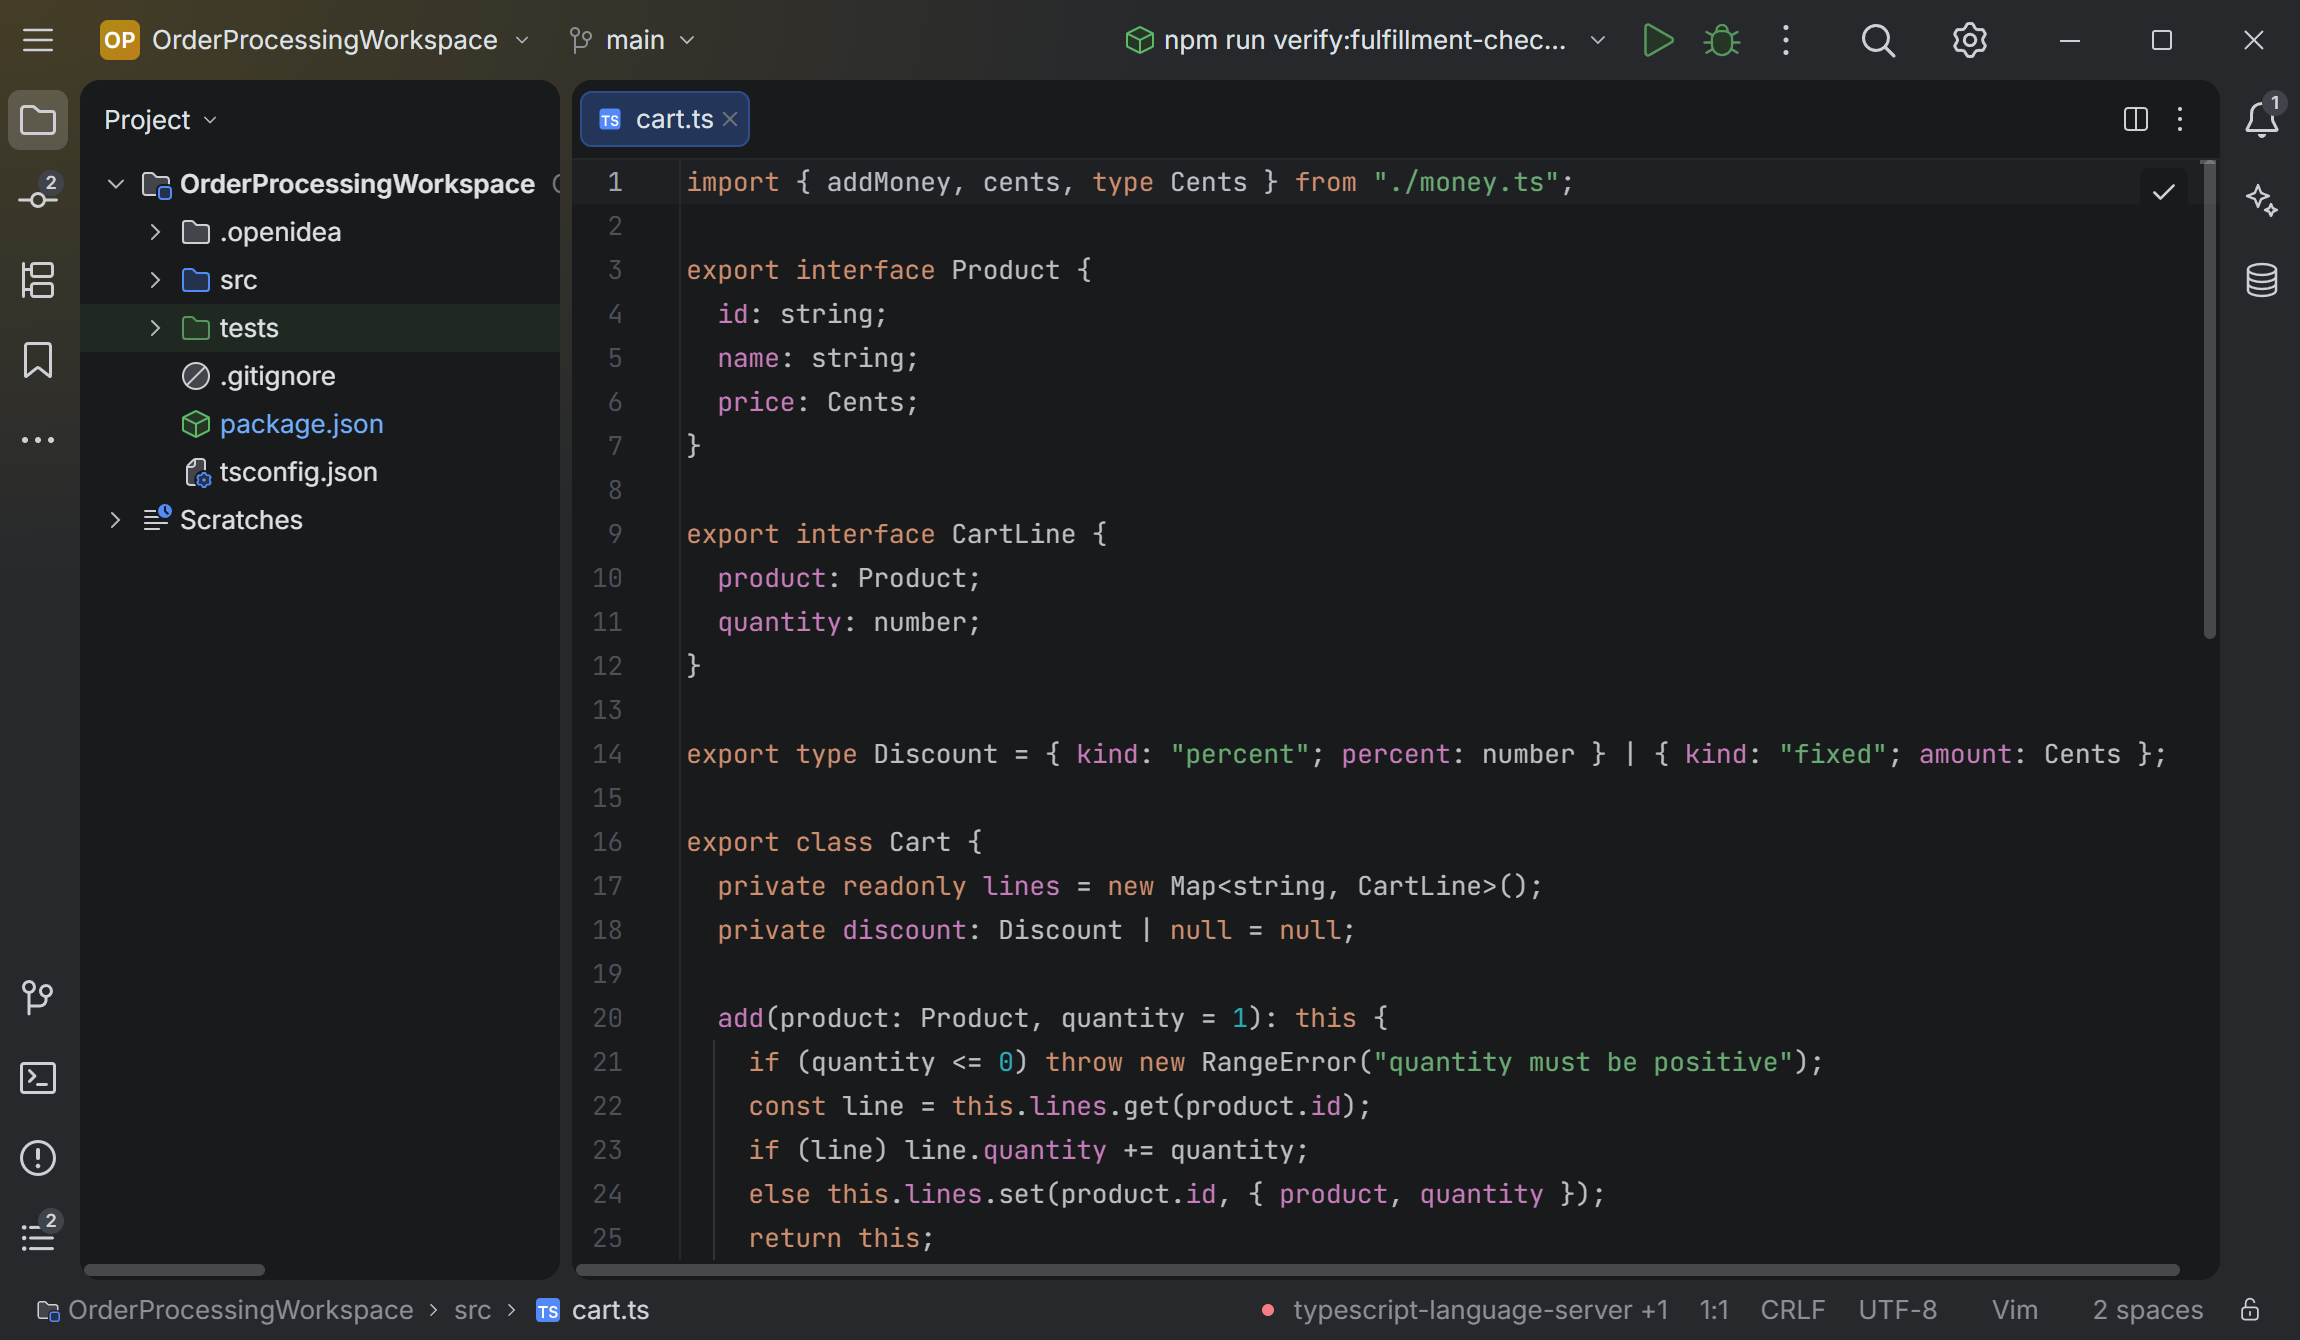 OP OrderProcessingWorkspace main npm run verify:fulfillment-chec...
Project
OrderProcessingWorkspace
.openidea
src
tests
.gitignore
package.json
tsconfig.json
Scratches
2
2
1
TS cart.ts
1 import { addMoney, cents, type Cents } from "./money.ts";
2
3 export interface Product {
4   id: string;
5   name: string;
6   price: Cents;
7 }
8
9 export interface CartLine {
10   product: Product;
11   quantity: number;
12 }
13
14 export type Discount = { kind: "percent"; percent: number } | { kind: "fixed"; amount: Cents };
15
16 export class Cart {
17   private readonly lines = new Map<string, CartLine>();
18   private discount: Discount | null = null;
19
20   add(product: Product, quantity = 1): this {
21     if (quantity <= 0) throw new RangeError("quantity must be positive");
22     const line = this.lines.get(product.id);
23     if (line) line.quantity += quantity;
24     else this.lines.set(product.id, { product, quantity });
25     return this;
OrderProcessingWorkspace > src > TS cart.ts
typescript-language-server +1 1:1 CRLF UTF-8 Vim 2 spaces